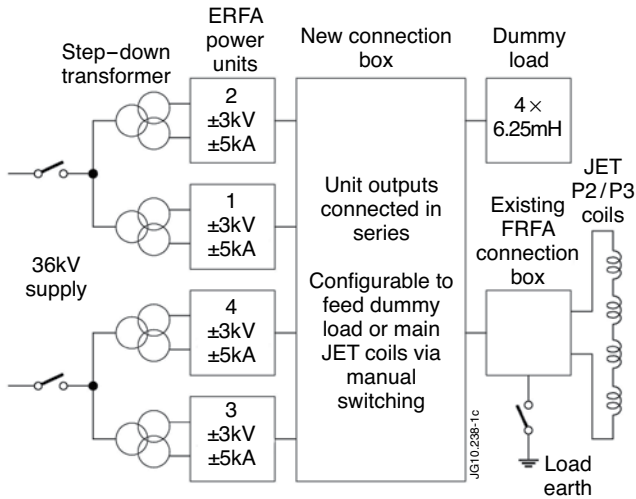 ERFA
power
units
Step–down
transformer
New connection
box
Dummy
load
2
±3kV
±5kA
1
±3kV
±5kA
4
±3kV
±5kA
3
±3kV
±5kA
36kV
supply
Unit outputs
connected in
series
Configurable to
feed dummy
load or main
JET coils via
manual
switching
4 ×
6.25mH
JET
P2/P3
coils
Existing
FRFA
connection
box
Load
earth
JG10.238-1c